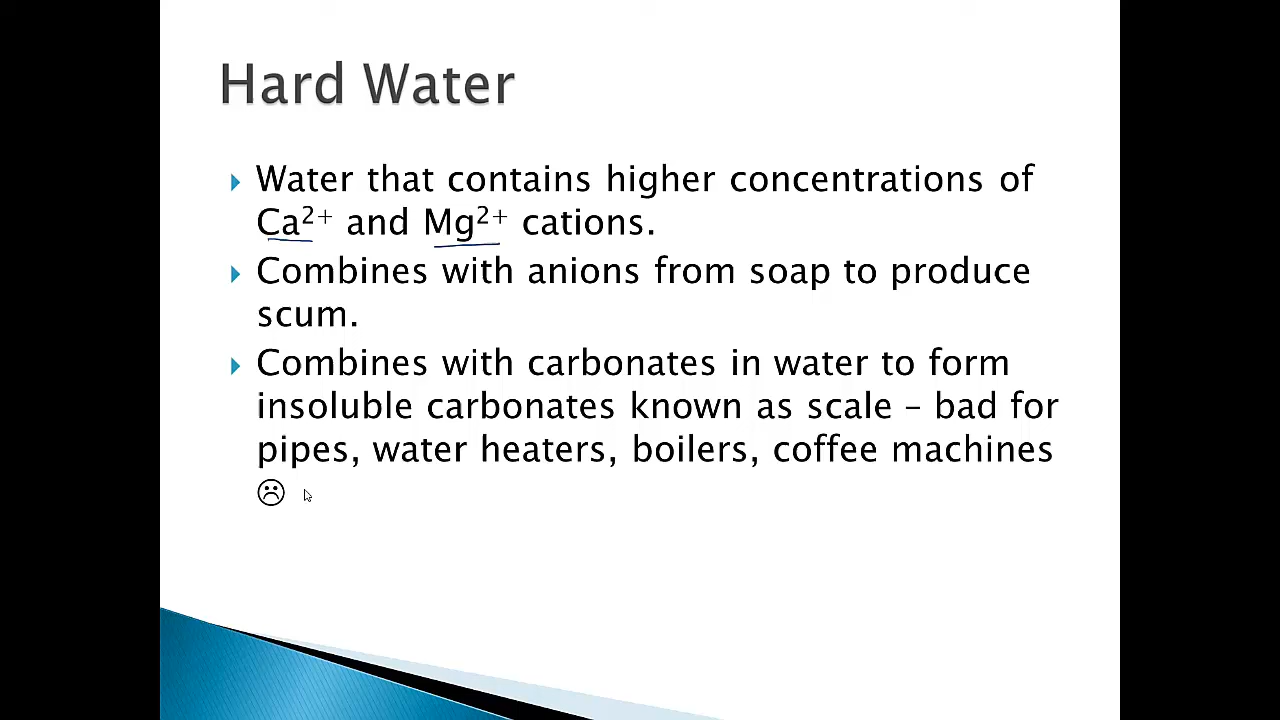 Hard Water
Water that contains higher concentrations of
Ca²⁺ and Mg²⁺ cations.
Combines with anions from soap to produce
scum.
Combines with carbonates in water to form
insoluble carbonates known as scale – bad for
pipes, water heaters, boilers, coffee machines
☹